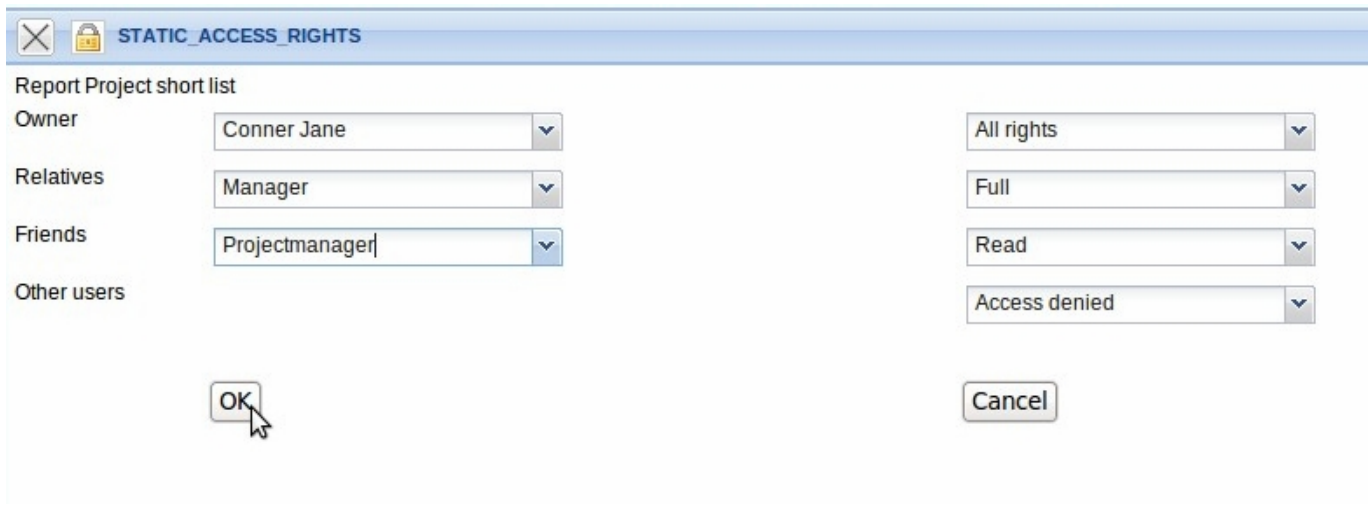 STATIC_ACCESS_RIGHTS
Report Project short list
Owner Conner Jane All rights
Relatives Manager Full
Friends Projectmanager Read
Other users Access denied
OK Cancel